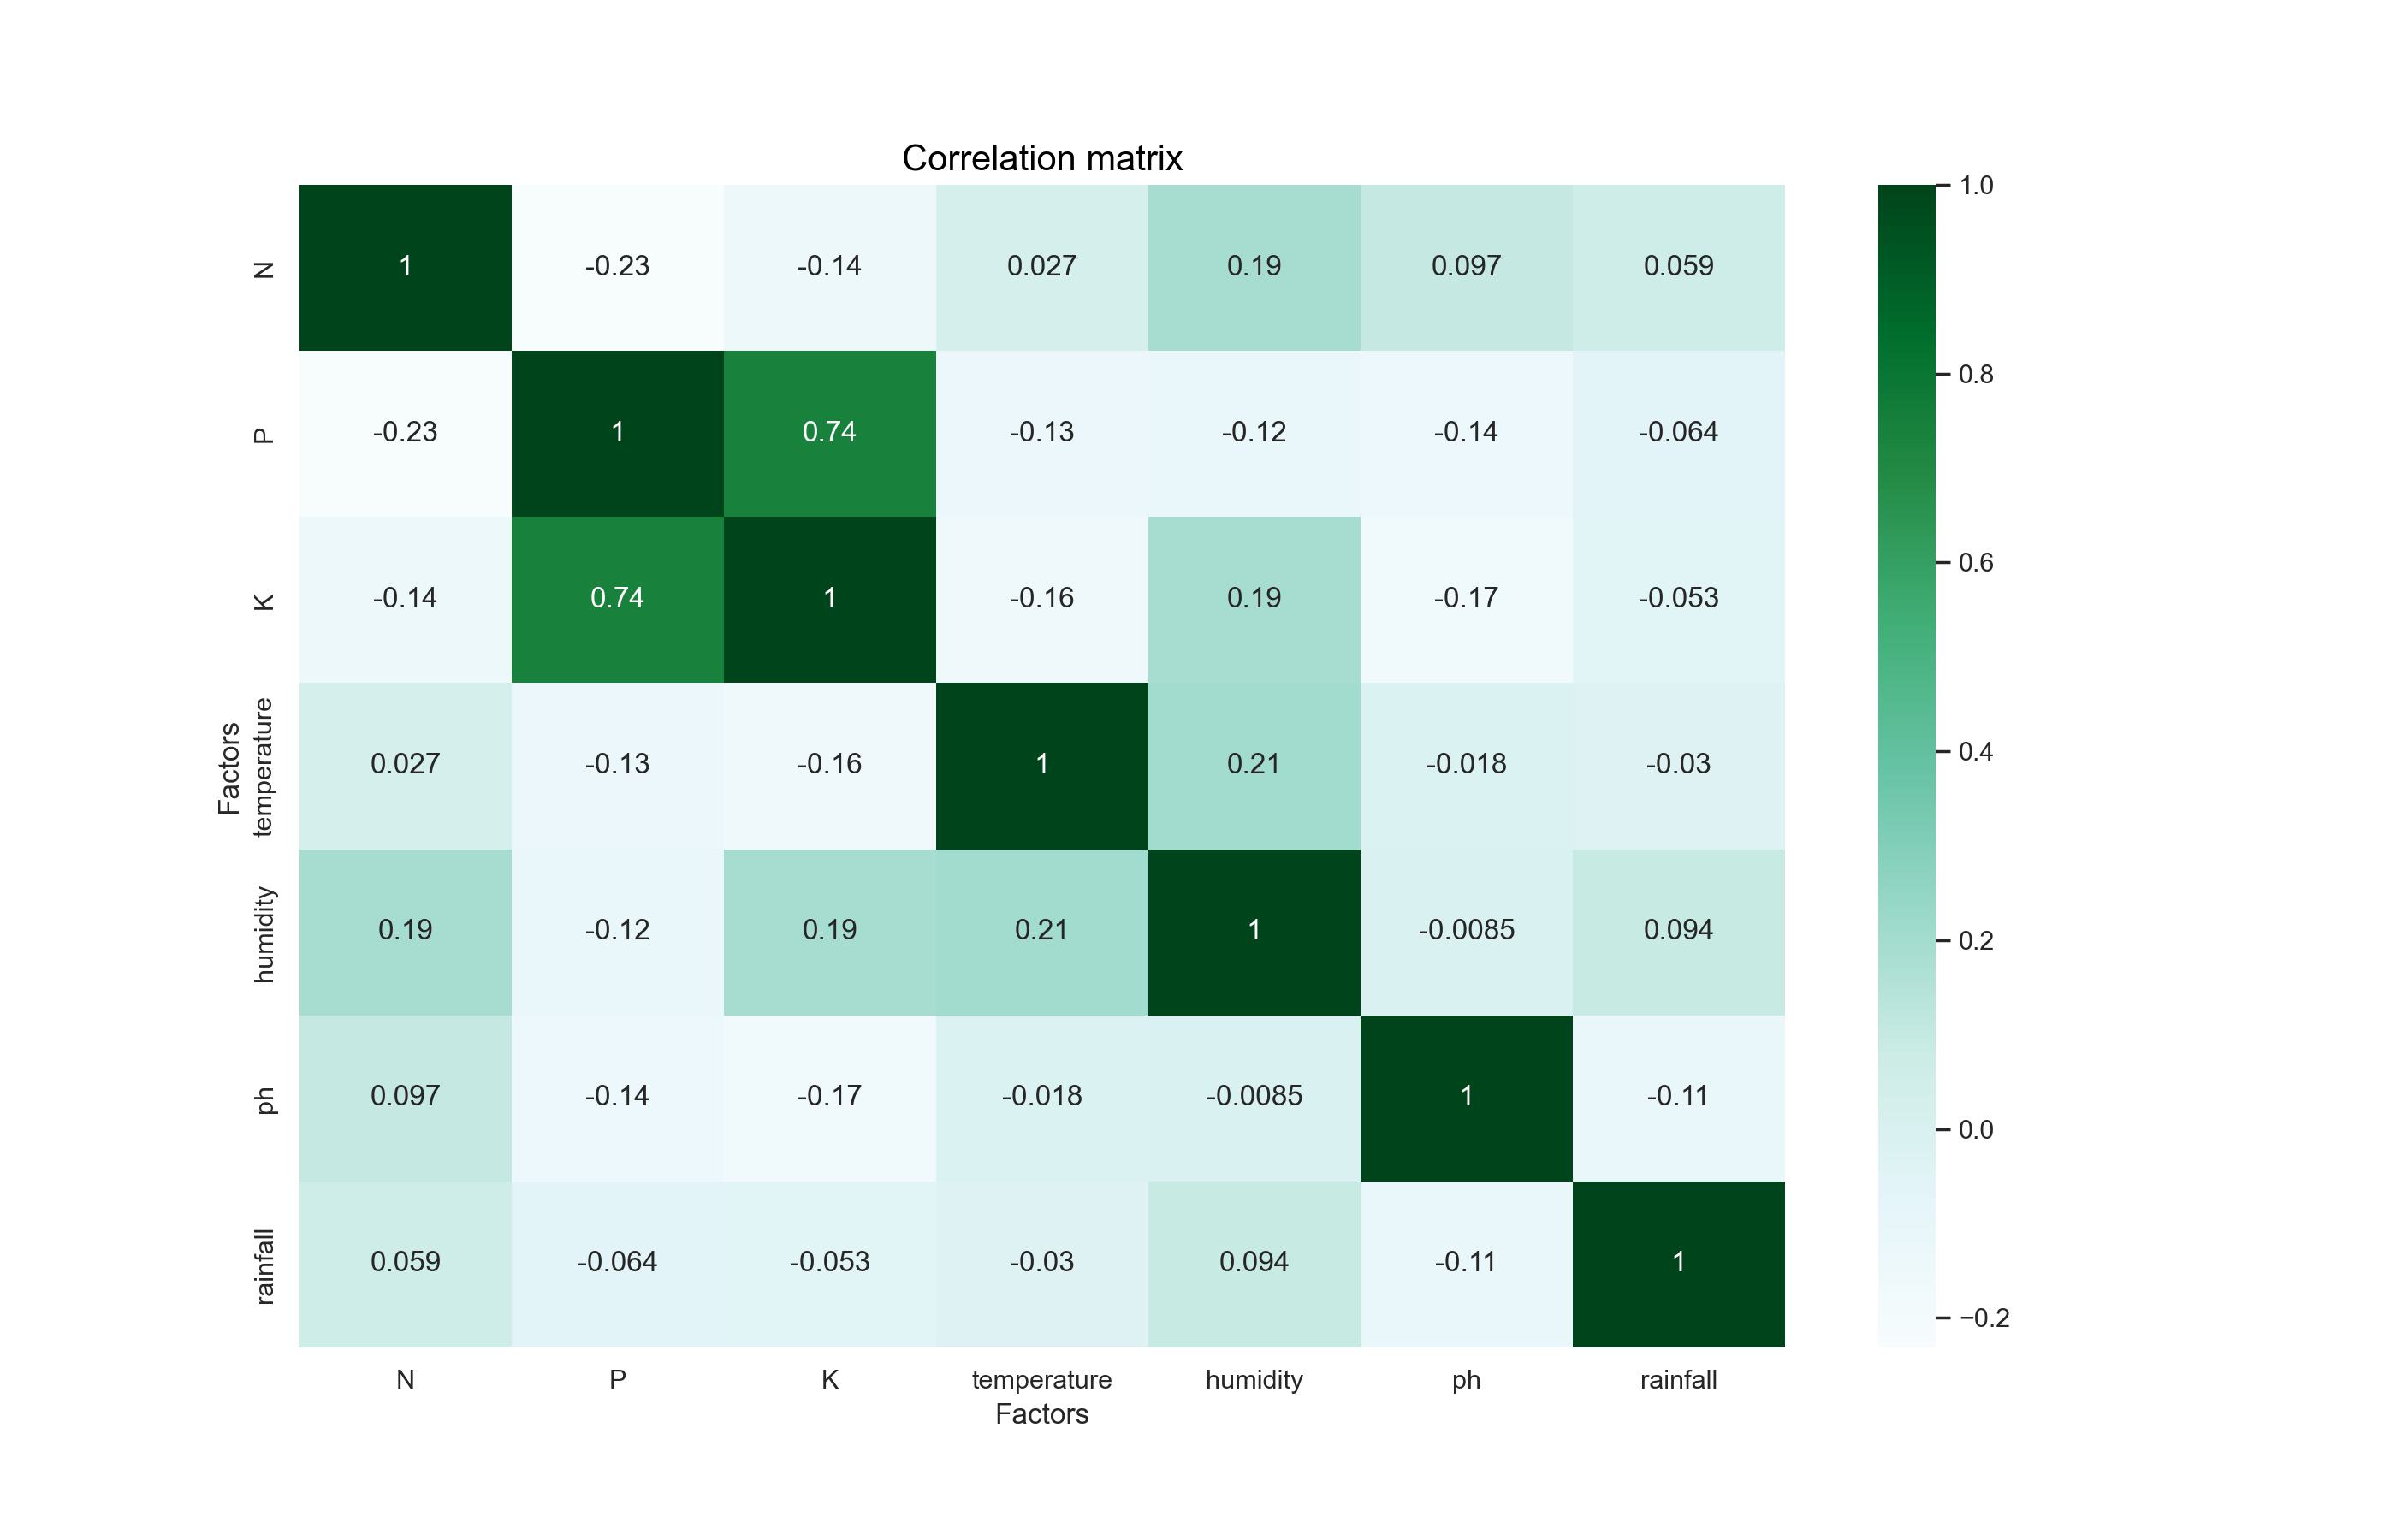 Correlation matrix
N 1 -0.23 -0.14 0.027 0.19 0.097 0.059
P -0.23 1 0.74 -0.13 -0.12 -0.14 -0.064
K -0.14 0.74 1 -0.16 0.19 -0.17 -0.053
temperature 0.027 -0.13 -0.16 1 0.21 -0.018 -0.03
humidity 0.19 -0.12 0.19 0.21 1 -0.0085 0.094
ph 0.097 -0.14 -0.17 -0.018 -0.0085 1 -0.11
rainfall 0.059 -0.064 -0.053 -0.03 0.094 -0.11 1
Factors
N P K temperature humidity ph rainfall
Factors
1.0
0.8
0.6
0.4
0.2
0.0
−0.2